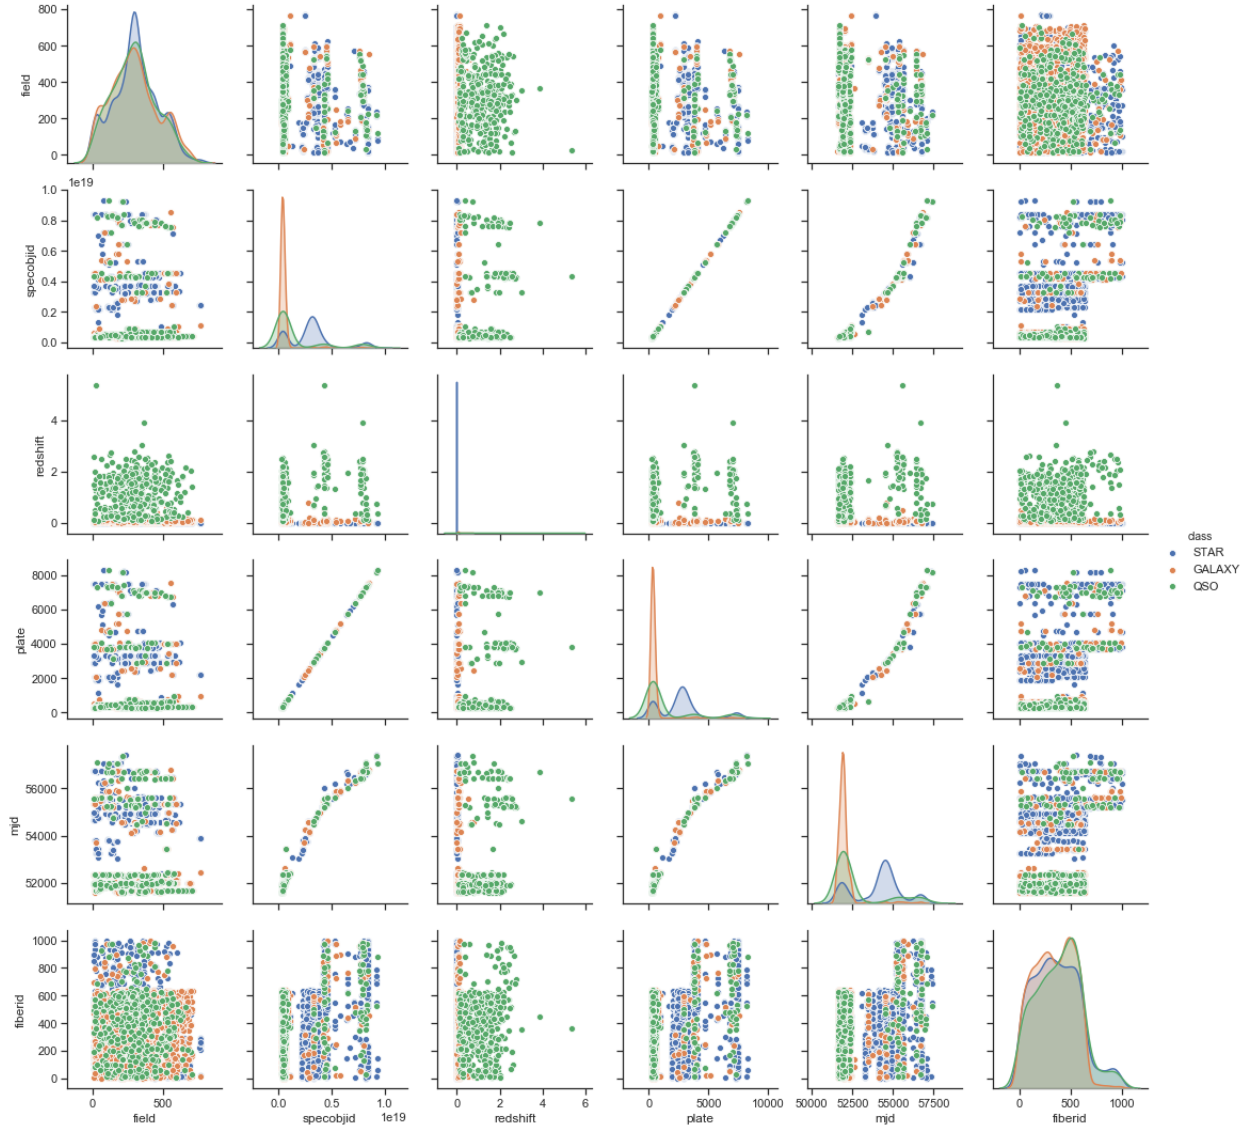 800
600
400
200
0
field
1e19
1.0
0.8
0.6
0.4
0.2
0.0
specobjid
4
2
0
redshift
class
STAR
GALAXY
QSO
8000
6000
4000
2000
0
plate
56000
54000
52000
mjd
1000
800
600
400
200
0
fiberid
0 500
field
0.0 0.5 1.0
specobjid 1e19
0 2 4 6
redshift
0 5000 10000
plate
50000 52500 55000 57500
mjd
0 500 1000
fiberid